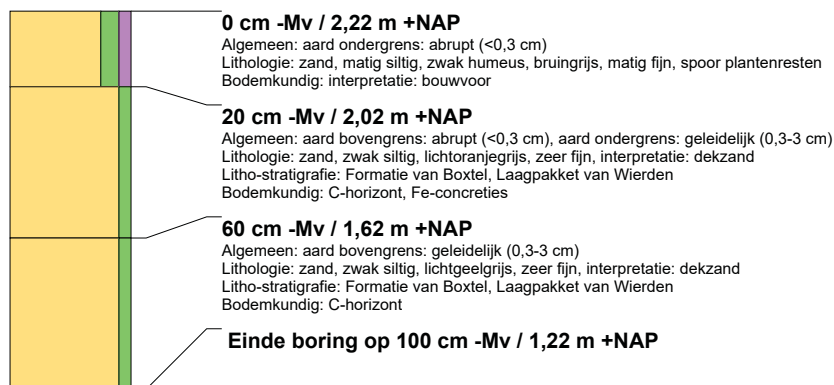 0 cm -Mv / 2,22 m +NAP
Algemeen: aard ondergrens: abrupt (<0,3 cm)
Lithologie: zand, matig siltig, zwak humeus, bruingrijs, matig fijn, spoor plantenresten
Bodemkundig: interpretatie: bouwvoor
20 cm -Mv / 2,02 m +NAP
Algemeen: aard bovengrens: abrupt (<0,3 cm), aard ondergrens: geleidelijk (0,3-3 cm)
Lithologie: zand, zwak siltig, lichtoranjegrijs, zeer fijn, interpretatie: dekzand
Litho-stratigrafie: Formatie van Boxtel, Laagpakket van Wierden
Bodemkundig: C-horizont, Fe-concreties
60 cm -Mv / 1,62 m +NAP
Algemeen: aard bovengrens: geleidelijk (0,3-3 cm)
Lithologie: zand, zwak siltig, lichtgeelgrijs, zeer fijn, interpretatie: dekzand
Litho-stratigrafie: Formatie van Boxtel, Laagpakket van Wierden
Bodemkundig: C-horizont
Einde boring op 100 cm -Mv / 1,22 m +NAP